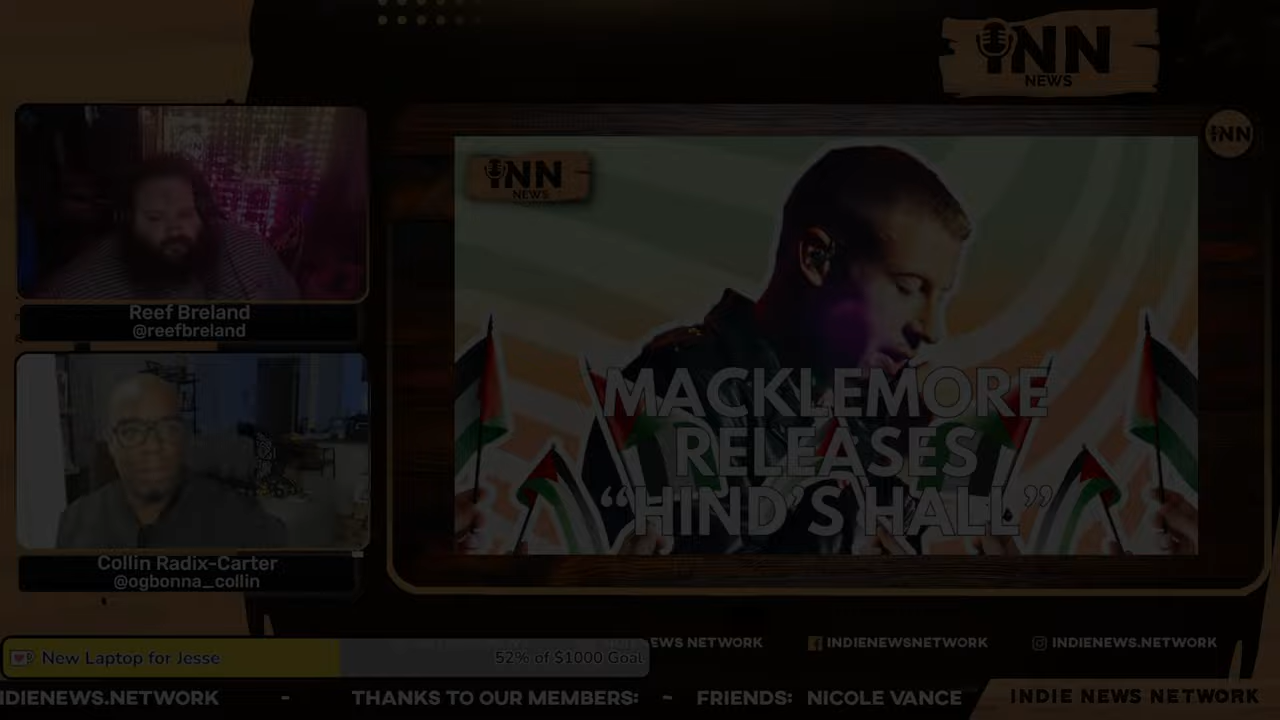 INN
NEWS
INN
INN
NEWS
Reef Breland
@reefbreland
MACKLEMORE
RELEASES
“HIND’S HALL”
Collin Radix-Carter
@ogbonna_collin
EWS NETWORK
INDIENEWSNETWORK
INDIENEWS.NETWORK
New Laptop for Jesse
52% of $1000 Goal
NDIENEWS.NETWORK - THANKS TO OUR MEMBERS: - FRIENDS: NICOLE VANCE
INDIE NEWS NETWORK